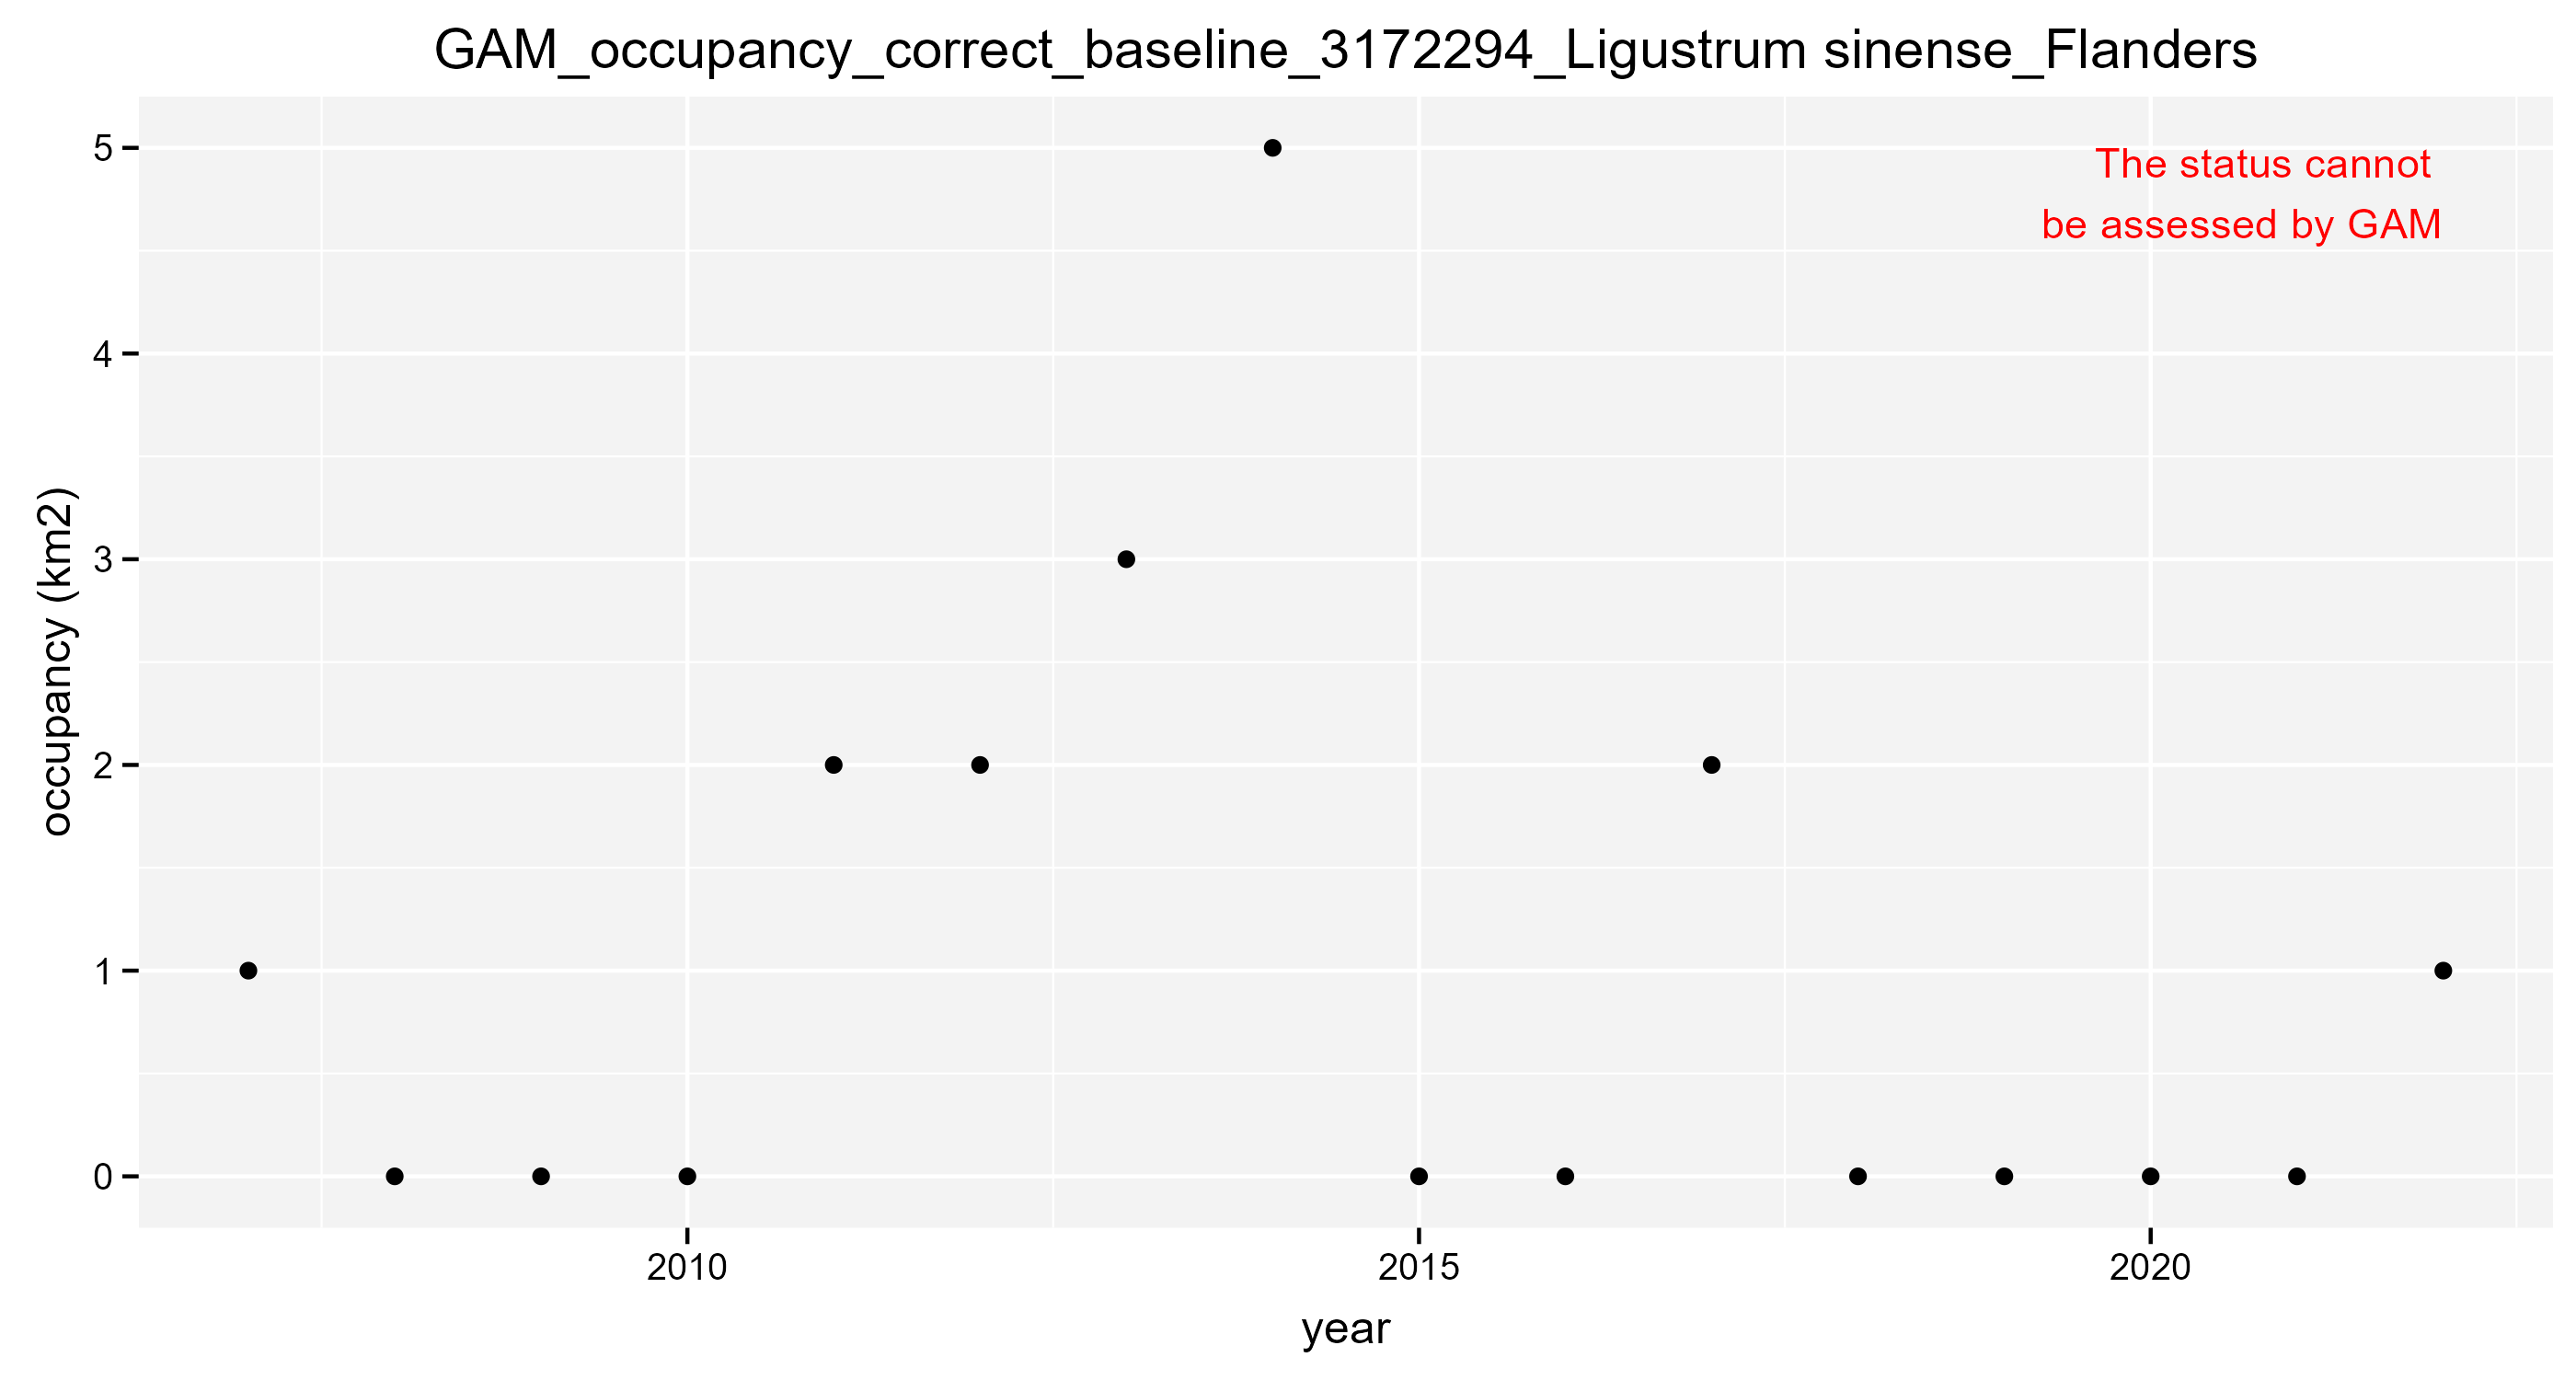 GAM_occupancy_correct_baseline_3172294_Ligustrum sinense_Flanders
The status cannot
be assessed by GAM
occupancy (km2)
5
4
3
2
1
0
2010
2015
2020
year